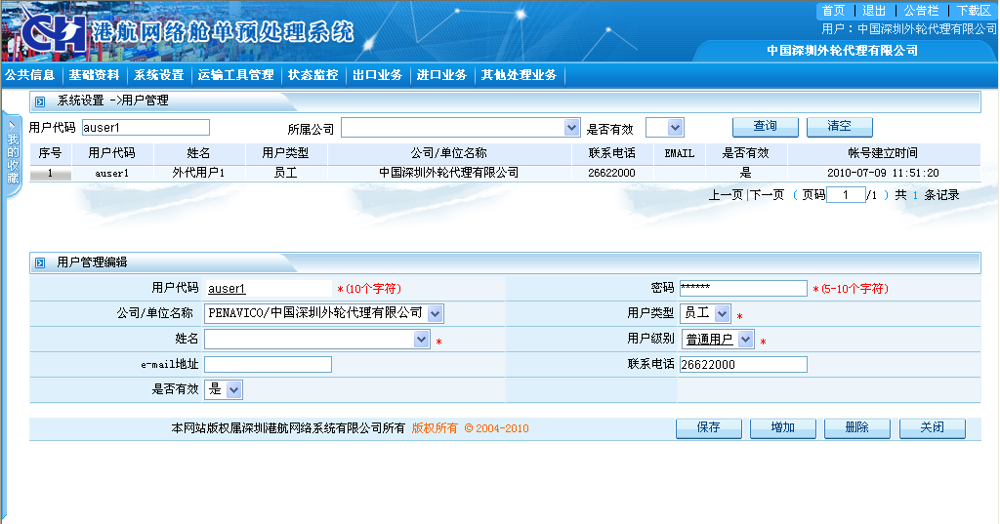 首页 | 退出 | 公告栏 | 下载区
CH 港航网络舱单预处理系统
用户：中国深圳外轮代理有限公司
中国深圳外轮代理有限公司
公共信息 基础资料 系统设置 运输工具管理 状态监控 出口业务 进口业务 其他处理业务
我的收藏
系统设置 ->用户管理
用户代码 auser1 所属公司 是否有效 查询 清空
序号 用户代码 姓名 用户类型 公司/单位名称 联系电话 EMAIL 是否有效 帐号建立时间
1 auser1 外代用户1 员工 中国深圳外轮代理有限公司 26622000 是 2010-07-09 11:51:20
上一页|下一页 （ 页码 1 /1 ）共 1 条记录
用户管理编辑
用户代码 auser1 *(10个字符) 密码 ****** *(5-10个字符)
公司/单位名称 PENAVICO/中国深圳外轮代理有限公司 用户类型 员工 *
姓名 * 用户级别 普通用户 *
e-mail地址 联系电话 26622000
是否有效 是
本网站版权属深圳港航网络系统有限公司所有 版权所有 © 2004-2010 保存 增加 删除 关闭